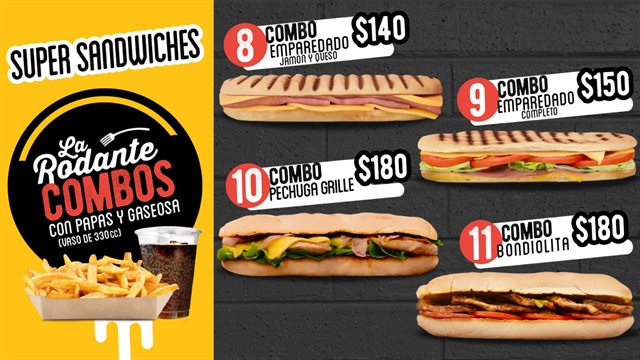 SUPER SANDWICHES
La
Rodante
COMBOS
CON PAPAS Y GASEOSA
(VASO DE 330CC)
8 COMBO $140
EMPAREDADO
JAMON Y QUESO
9 COMBO $150
EMPAREDADO
COMPLETO
10 COMBO $180
PECHUGA GRILLE
11 COMBO $180
BONDIOLITA